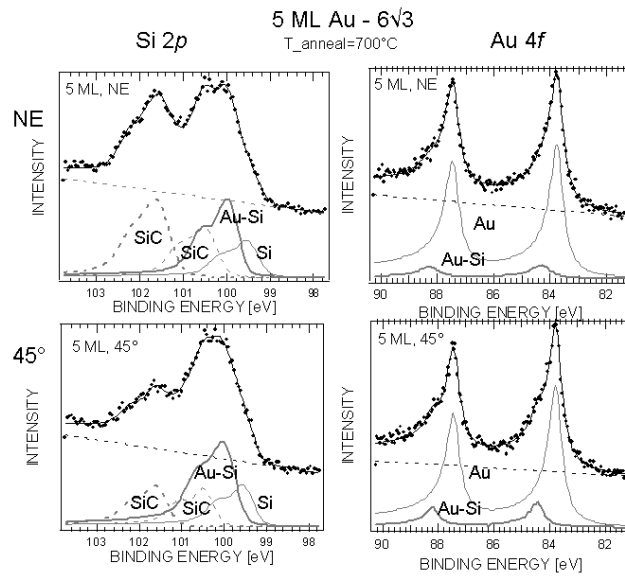 5 ML Au - 6√3
Si 2p
T_anneal=700°C
Au 4f
NE
5 ML, NE
INTENSITY
SiC
SiC
Au-Si
Si
103 102 101 100 99 98
BINDING ENERGY [eV]
5 ML, NE
INTENSITY
Au
Au-Si
90 88 86 84 82
BINDING ENERGY [eV]
45°
5 ML, 45°
INTENSITY
SiC
SiC
Au-Si
Si
103 102 101 100 99 98
BINDING ENERGY [eV]
5 ML, 45°
INTENSITY
Au
Au-Si
90 88 86 84 82
BINDING ENERGY [eV]